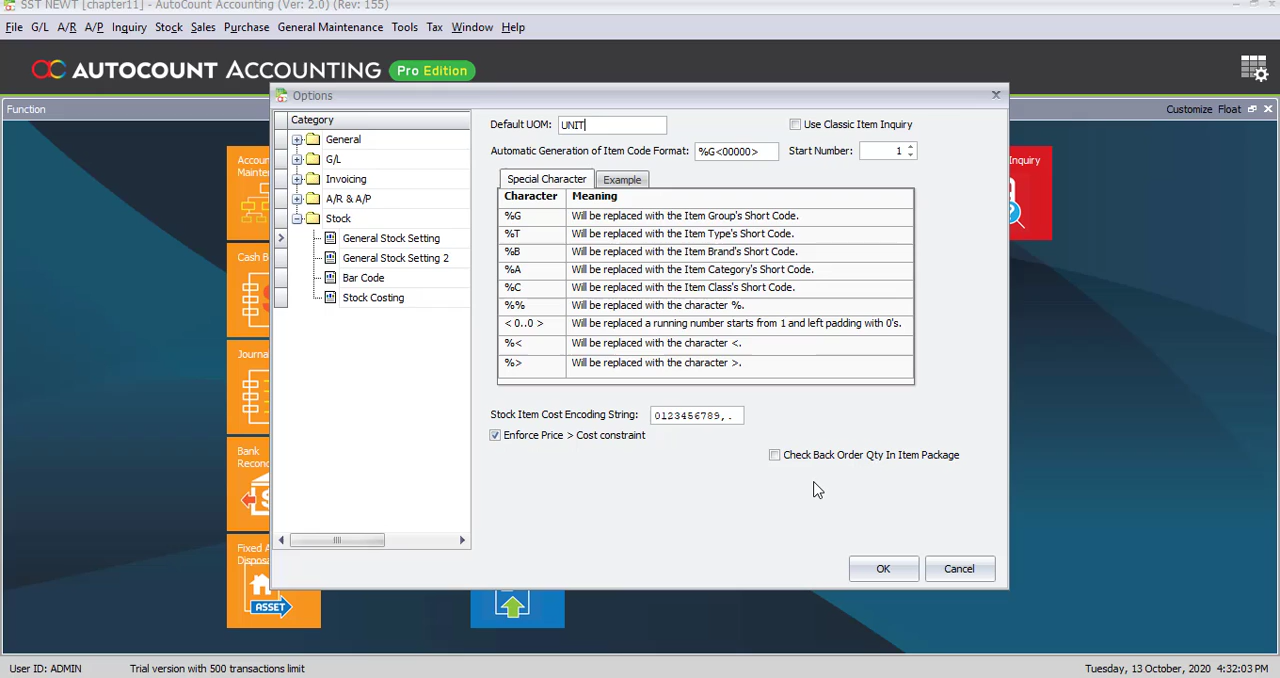 SST NEWT [chapter11] - AutoCount Accounting (Ver: 2.0) (Rev: 155)
File G/L A/R A/P Inquiry Stock Sales Purchase General Maintenance Tools Tax Window Help
AUTOCOUNT ACCOUNTING Pro Edition
Function Customize Float
Options
Category
General
G/L
Invoicing
A/R & A/P
Stock
General Stock Setting
General Stock Setting 2
Bar Code
Stock Costing
Default UOM: UNIT Use Classic Item Inquiry
Automatic Generation of Item Code Format: %G<00000> Start Number: 1
Special Character Example
Character Meaning
%G Will be replaced with the Item Group's Short Code.
%T Will be replaced with the Item Type's Short Code.
%B Will be replaced with the Item Brand's Short Code.
%A Will be replaced with the Item Category's Short Code.
%C Will be replaced with the Item Class's Short Code.
%% Will be replaced with the character %.
< 0..0 > Will be replaced a running number starts from 1 and left padding with 0's.
%< Will be replaced with the character <.
%> Will be replaced with the character >.
Stock Item Cost Encoding String: 0123456789,.
Enforce Price > Cost constraint
Check Back Order Qty In Item Package
OK Cancel
Accoun
Mainte
Cash B
Journa
Bank
Recon
Fixed A
Dispos
ASSET
Inquiry
User ID: ADMIN Trial version with 500 transactions limit Tuesday, 13 October, 2020 4:32:03 PM